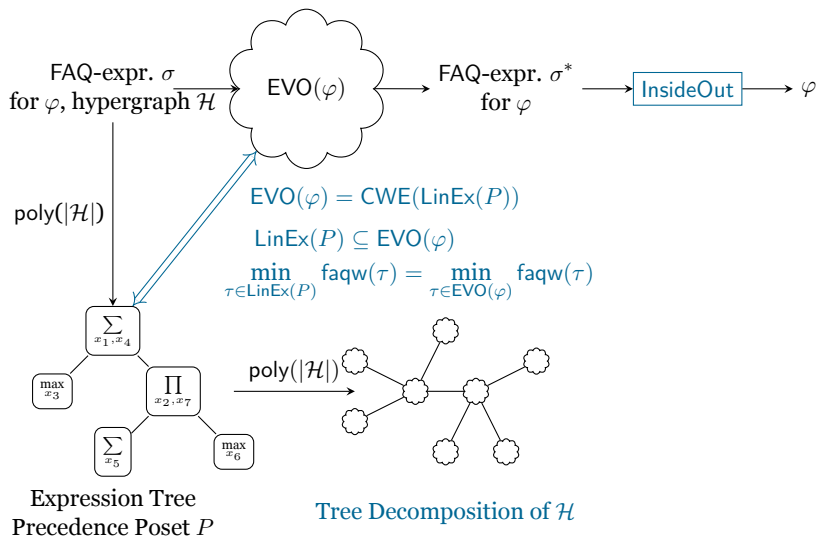 FAQ-expr. σ
for φ, hypergraph ℋ
EVO(φ)
FAQ-expr. σ*
for φ
InsideOut
φ
EVO(φ) = CWE(LinEx(P))
poly(|ℋ|)
LinEx(P) ⊆ EVO(φ)
min faqw(τ) = min faqw(τ)
τ∈LinEx(P) τ∈EVO(φ)
∑
x₁,x₄
max
x₃
∏
x₂,x₇
poly(|ℋ|)
∑
x₅
max
x₆
Expression Tree
Precedence Poset P
Tree Decomposition of ℋ